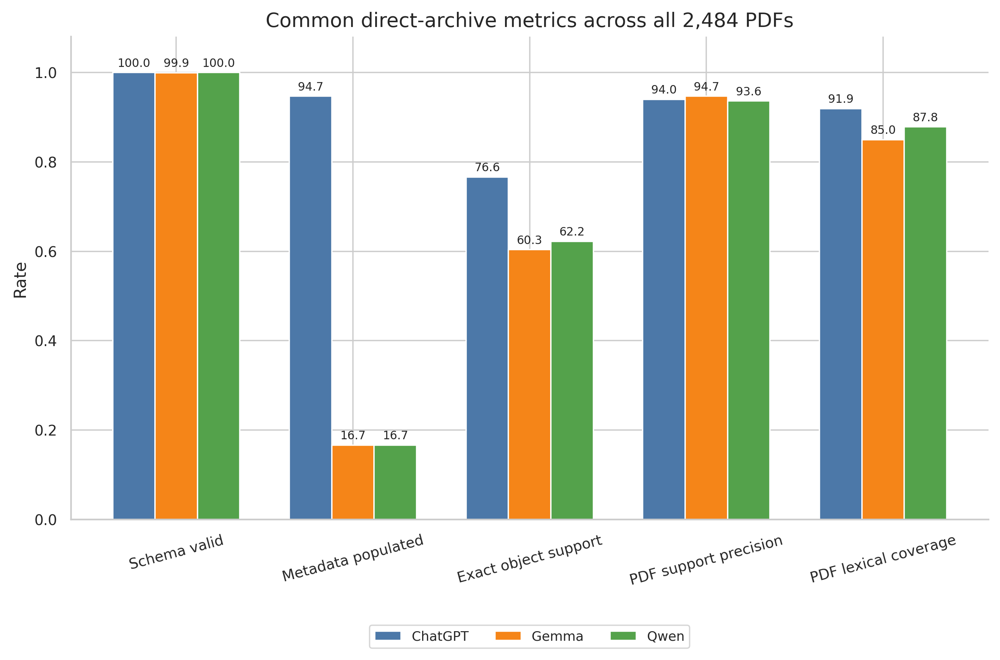 Common direct-archive metrics across all 2,484 PDFs
Rate
1.0
0.8
0.6
0.4
0.2
0.0
100.0 99.9 100.0
94.7 16.7 16.7
76.6 60.3 62.2
94.0 94.7 93.6
91.9 85.0 87.8
Schema valid
Metadata populated
Exact object support
PDF support precision
PDF lexical coverage
ChatGPT Gemma Qwen